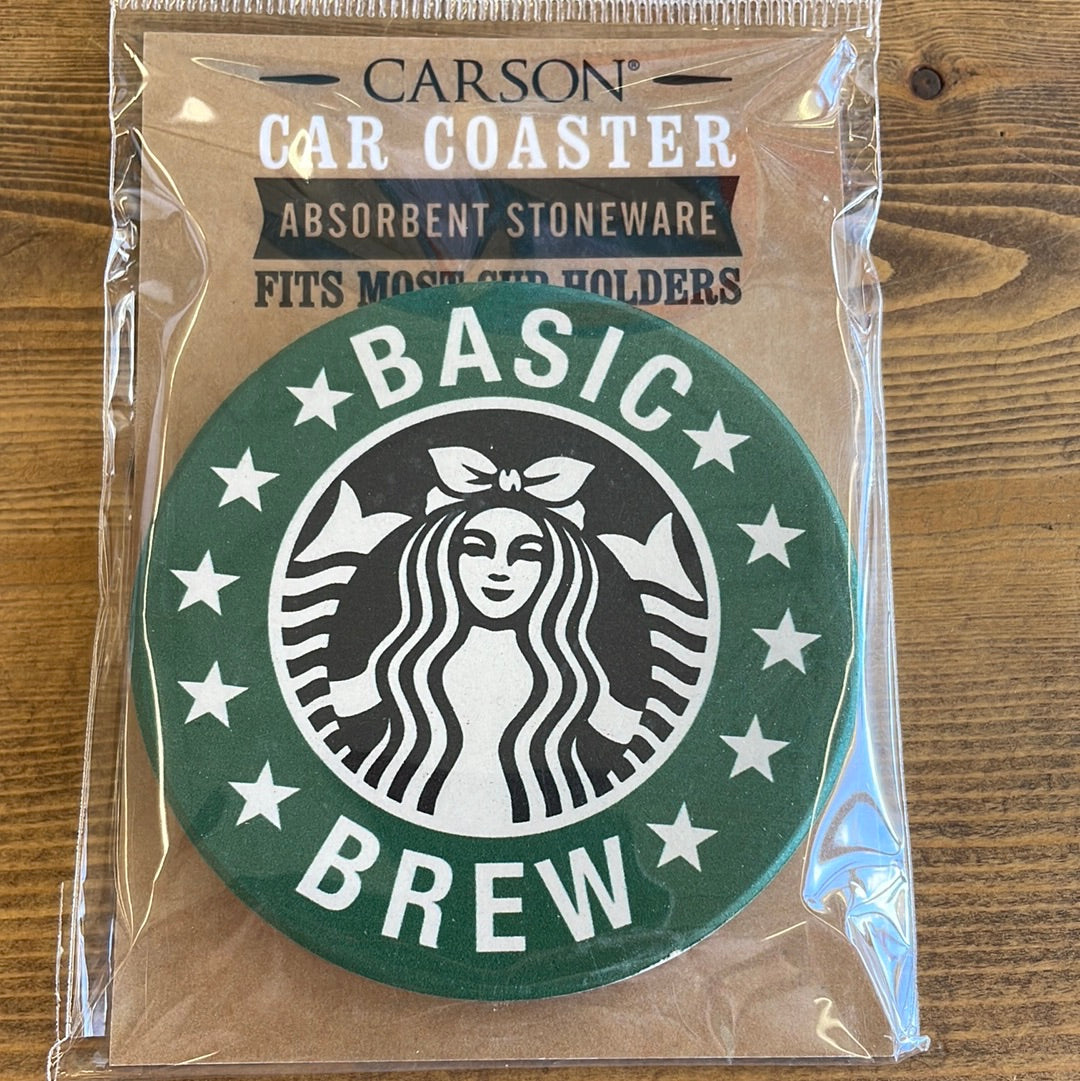 CARSON®
CAR COASTER
ABSORBENT STONEWARE
FITS MOST CUP HOLDERS
BASIC
BREW